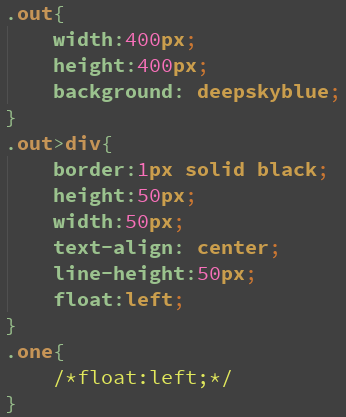 .out{
    width:400px;
    height:400px;
    background: deepskyblue;
}
.out>div{
    border:1px solid black;
    height:50px;
    width:50px;
    text-align: center;
    line-height:50px;
    float:left;
}
.one{
    /*float:left;*/
}